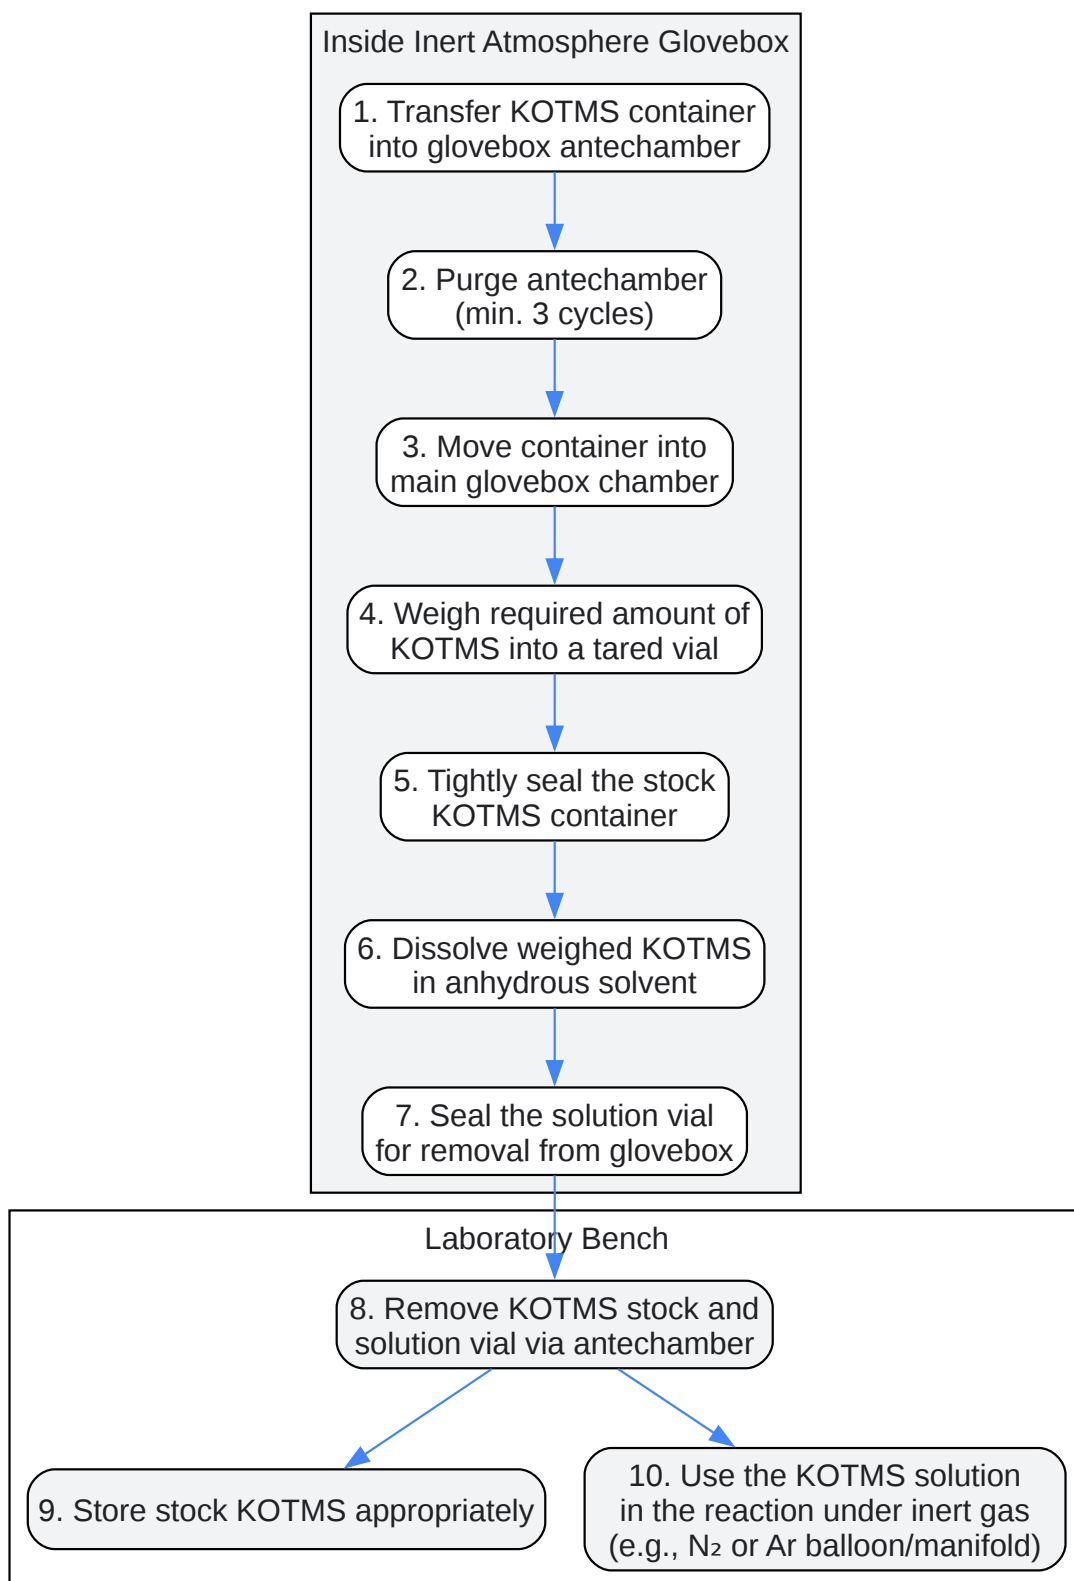 Inside Inert Atmosphere Glovebox
1. Transfer KOTMS container
into glovebox antechamber
2. Purge antechamber
(min. 3 cycles)
3. Move container into
main glovebox chamber
4. Weigh required amount of
KOTMS into a tared vial
5. Tightly seal the stock
KOTMS container
6. Dissolve weighed KOTMS
in anhydrous solvent
7. Seal the solution vial
for removal from glovebox
Laboratory Bench
8. Remove KOTMS stock and
solution vial via antechamber
9. Store stock KOTMS appropriately
10. Use the KOTMS solution
in the reaction under inert gas
(e.g., N₂ or Ar balloon/manifold)